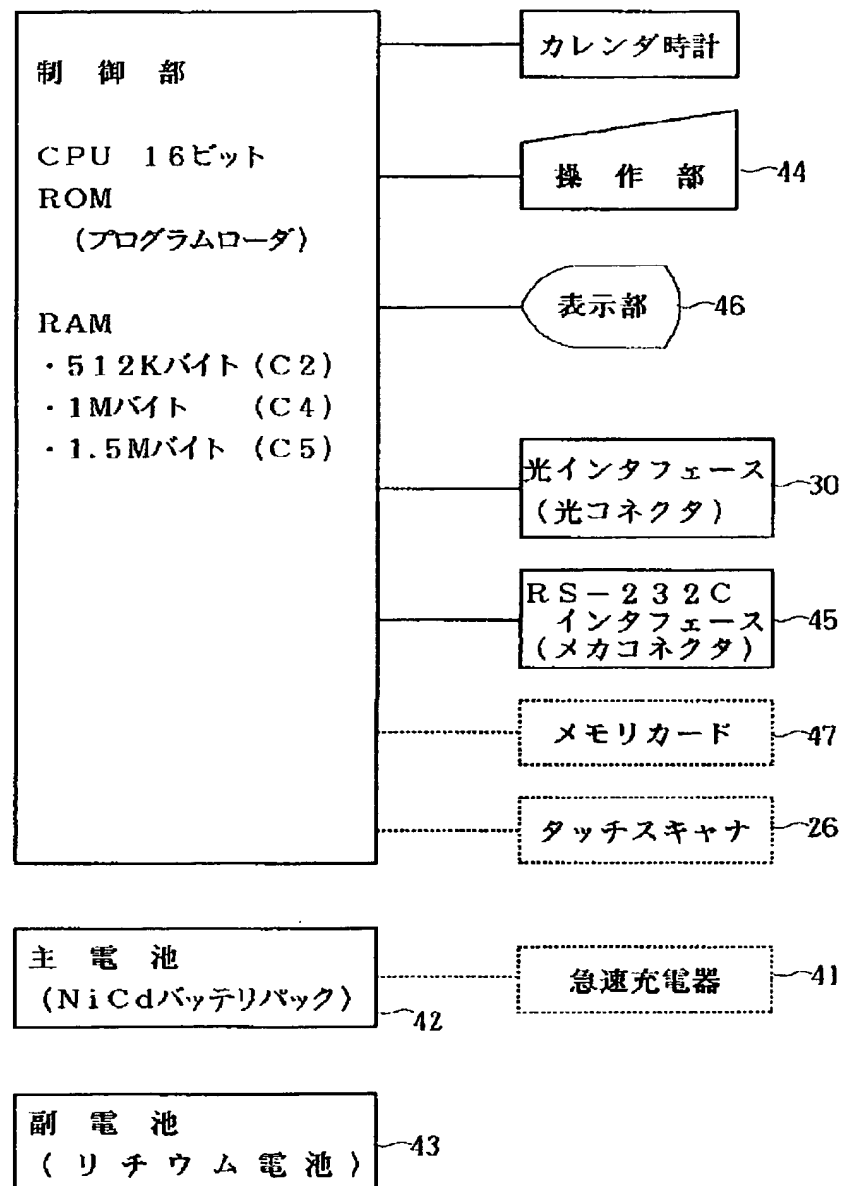 制御部
CPU 16ビット
ROM
(プログラムローダ)
RAM
・512Kバイト(C2)
・1Mバイト (C4)
・1.5Mバイト (C5)
カレンダ時計
操作部
44
表示部
46
光インタフェース
(光コネクタ)
30
RS-232C
インタフェース
(メカコネクタ)
45
メモリカード
47
タッチスキャナ
26
主電池
(NiCdバッテリパック)
42
急速充電器
41
副電池
(リチウム電池)
43